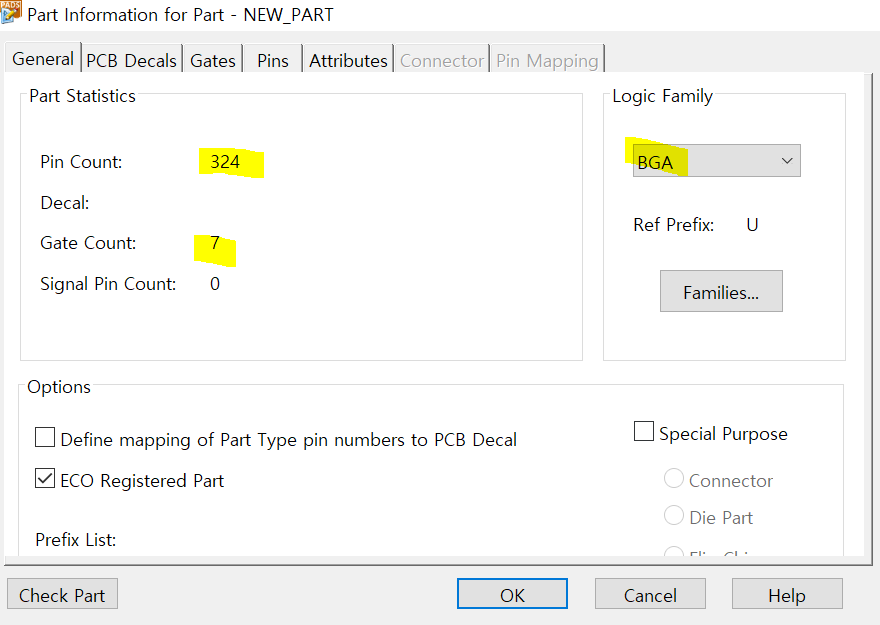 PADS
Part Information for Part - NEW_PART
General PCB Decals Gates Pins Attributes Connector Pin Mapping
Part Statistics
Pin Count: 324
Decal:
Gate Count: 7
Signal Pin Count: 0
Logic Family
BGA
Ref Prefix: U
Families...
Options
Define mapping of Part Type pin numbers to PCB Decal
ECO Registered Part
Prefix List:
Special Purpose
Connector
Die Part
Check Part OK Cancel Help